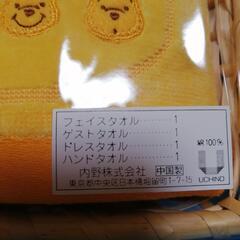 フェイスタオル 1
ゲストタオル 1
ドレスタオル 1
ハンドタオル 1
綿100%
UCHINO
内野株式会社 中国製
東京都中央区日本橋堀留町1-7-15